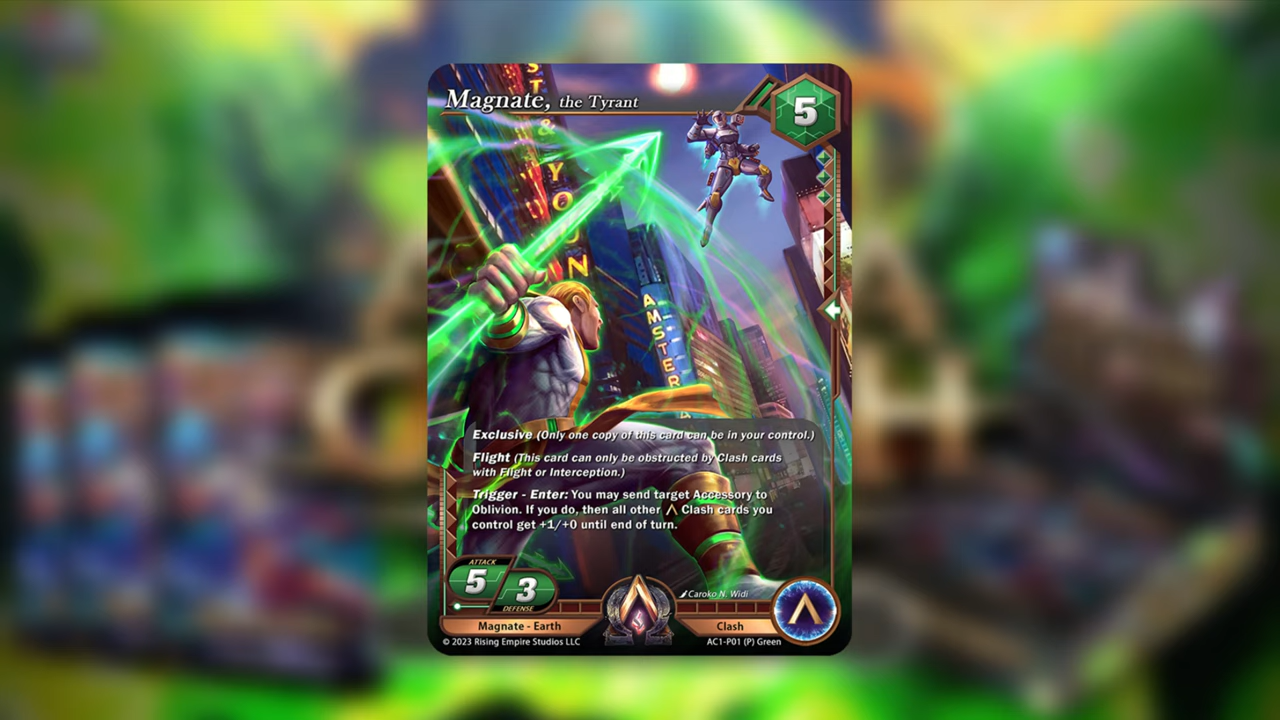 Magnate, the Tyrant
5
ST
&
YOUN
AMSTER
Exclusive (Only one copy of this card can be in your control.)
Flight (This card can only be obstructed by Clash cards
with Flight or Interception.)
Trigger - Enter: You may send target Accessory to
Oblivion. If you do, then all other Λ Clash cards you
control get +1/+0 until end of turn.
ATTACK
5
3
DEFENSE
Caroko N. Widi
Magnate - Earth
Clash
© 2023 Rising Empire Studios LLC
AC1-P01 (P) Green